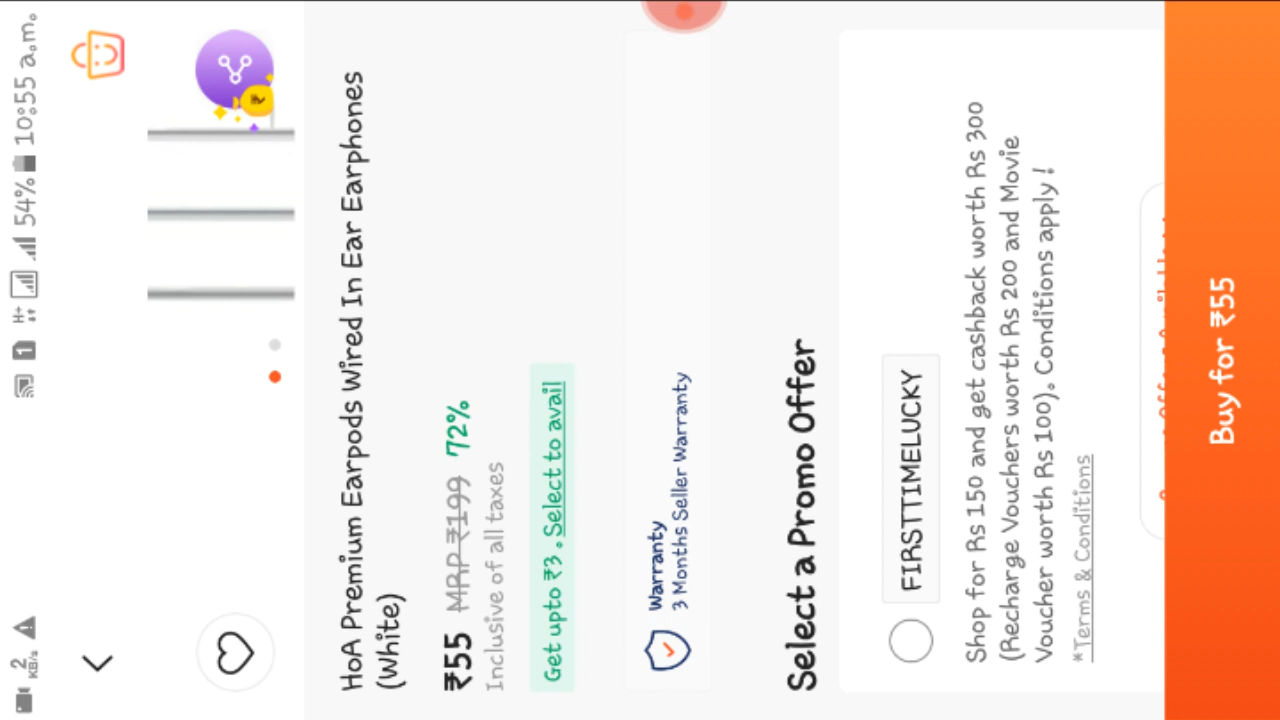 2
KB/s
1
H+
54%
10:55 a.m.
HoA Premium Earpods Wired In Ear Earphones
(White)
₹55 MRP ₹199 72%
Inclusive of all taxes
Get upto ₹3 . Select to avail
Warranty
3 Months Seller Warranty
Select a Promo Offer
FIRSTTIMELUCKY
Shop for Rs 150 and get cashback worth Rs 300
(Recharge Vouchers worth Rs 200 and Movie
Voucher worth Rs 100). Conditions apply !
*Terms & Conditions
Buy for ₹55